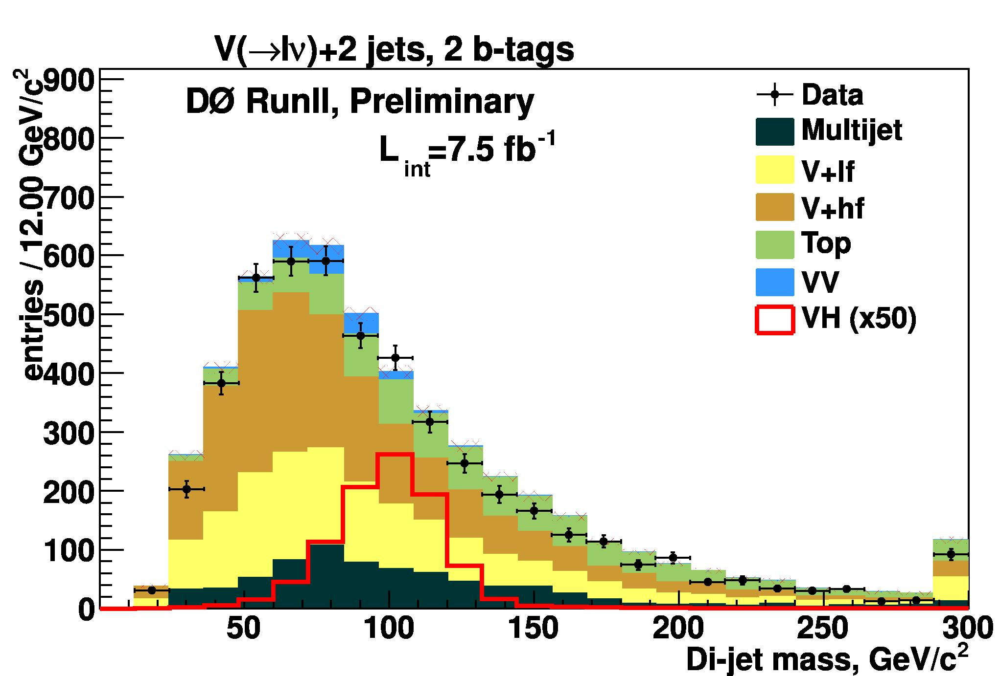 V(→lν)+2 jets, 2 b-tags
entries / 12.00 GeV/c²
900
800
700
600
500
400
300
200
100
0
DØ RunII, Preliminary
L int=7.5 fb⁻¹
Data
Multijet
V+lf
V+hf
Top
VV
VH (x50)
50 100 150 200 250 300
Di-jet mass, GeV/c²